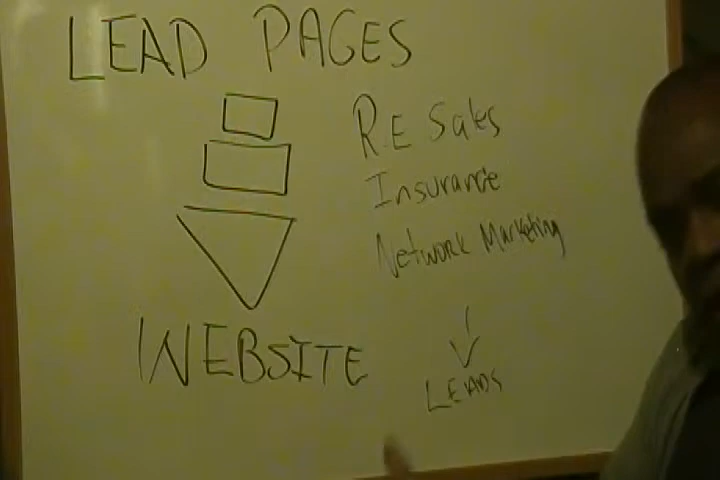 LEAD PAGES
R.E Sales
Insurance
Network Marketing
WEBSITE
LEADS